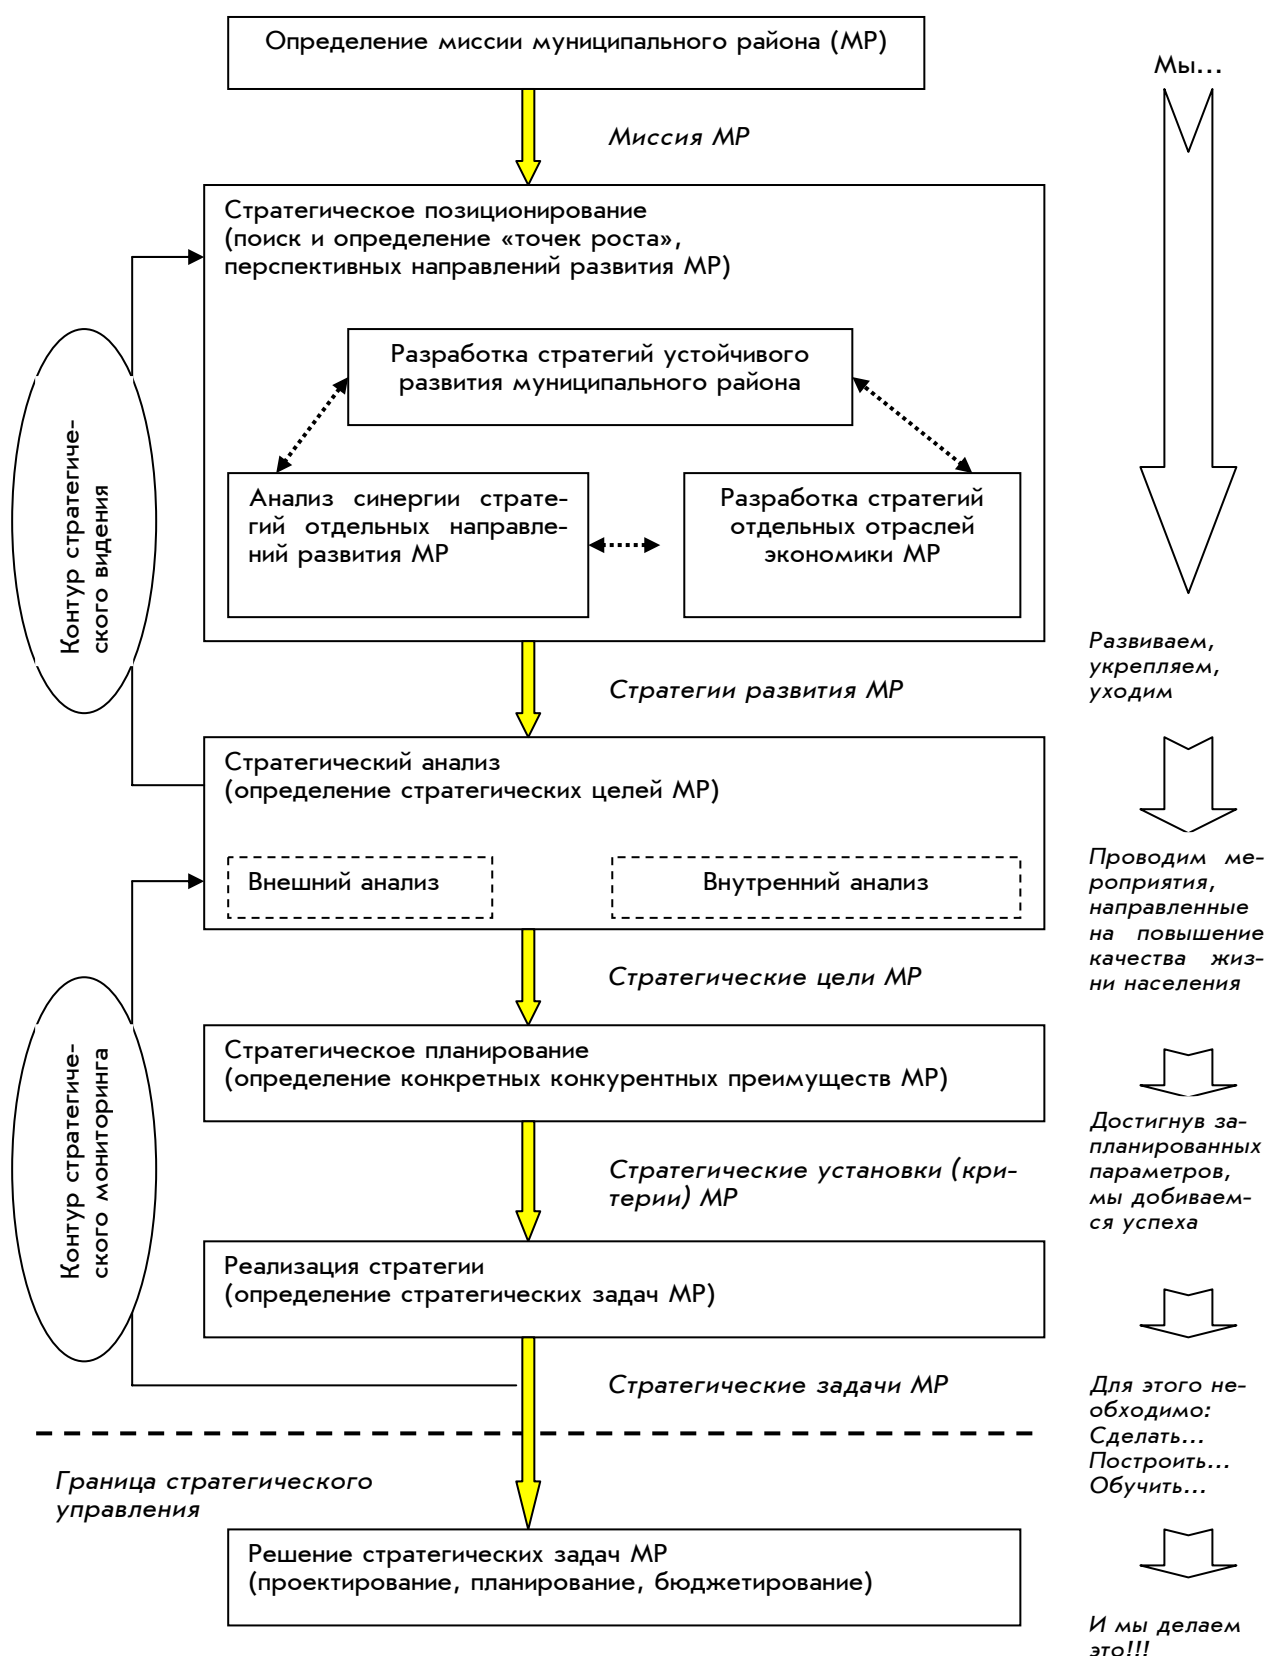 Определение миссии муниципального района (МР)
Мы...
Миссия МР
Стратегическое позиционирование
(поиск и определение «точек роста»,
перспективных направлений развития МР)
Разработка стратегий устойчивого
развития муниципального района
Анализ синергии страте-
гий отдельных направле-
ний развития МР
Разработка стратегий
отдельных отраслей
экономики МР
Контур стратегиче-
ского видения
Развиваем,
укрепляем,
уходим
Стратегии развития МР
Стратегический анализ
(определение стратегических целей МР)
Внешний анализ
Внутренний анализ
Проводим ме-
роприятия,
направленные
на повышение
качества жиз-
ни населения
Стратегические цели МР
Стратегическое планирование
(определение конкретных конкурентных преимуществ МР)
Контур стратегиче-
ского мониторинга
Достигнув за-
планированных
параметров,
мы добиваем-
ся успеха
Стратегические установки (кри-
терии) МР
Реализация стратегии
(определение стратегических задач МР)
Стратегические задачи МР
Для этого не-
обходимо:
Сделать...
Построить...
Обучить...
Граница стратегического
управления
Решение стратегических задач МР
(проектирование, планирование, бюджетирование)
И мы делаем
это!!!